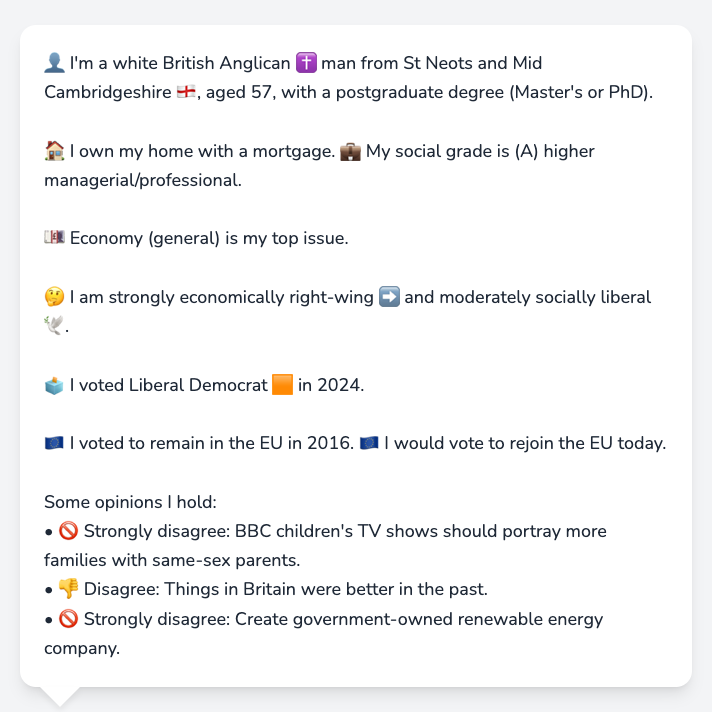 👤 I'm a white British Anglican ✝️ man from St Neots and Mid
Cambridgeshire 🏴󠁧󠁢󠁥󠁮󠁧󠁿, aged 57, with a postgraduate degree (Master's or PhD).
🏠 I own my home with a mortgage. 💼 My social grade is (A) higher
managerial/professional.
💷 Economy (general) is my top issue.
🤔 I am strongly economically right-wing ➡️ and moderately socially liberal
🕊️.
🗳️ I voted Liberal Democrat 🟧 in 2024.
🇪🇺 I voted to remain in the EU in 2016. 🇪🇺 I would vote to rejoin the EU today.
Some opinions I hold:
• 🚫 Strongly disagree: BBC children's TV shows should portray more
families with same-sex parents.
• 👎 Disagree: Things in Britain were better in the past.
• 🚫 Strongly disagree: Create government-owned renewable energy
company.